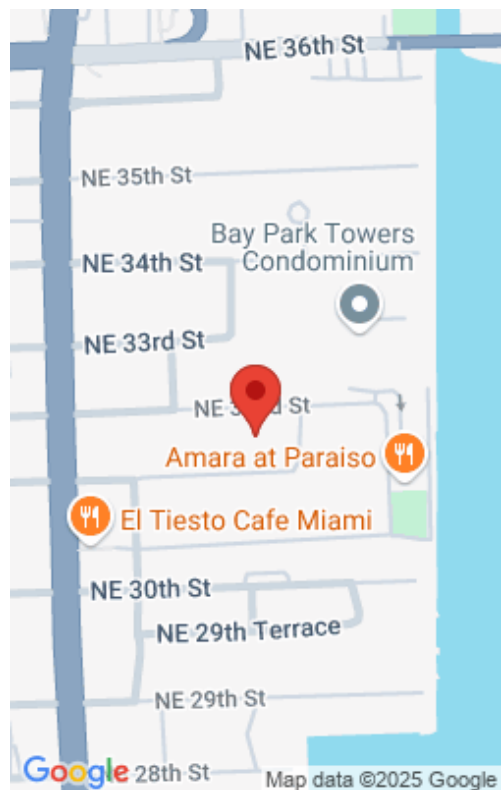 NE 36th St
NE 35th St
Bay Park Towers
Condominium
NE 34th St
NE 33rd St
NE St
Amara at Paraiso
El Tiesto Cafe Miami
NE 30th St
NE 29th Terrace
NE 29th St
Google
28th St
Map data ©2025 Google